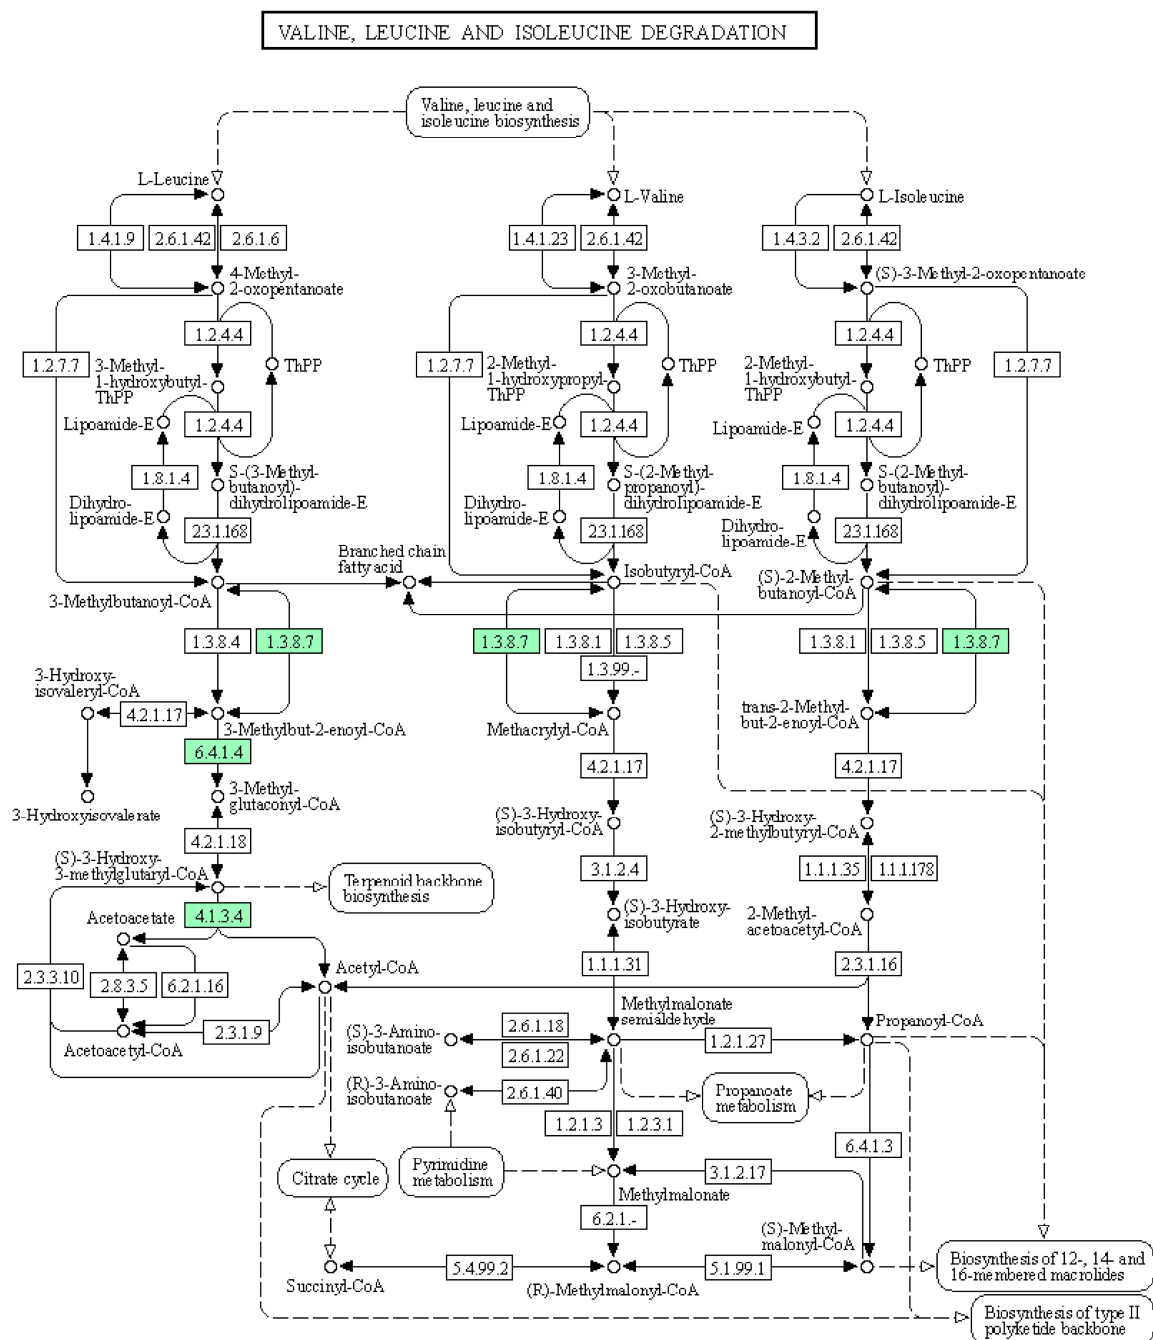 VALINE, LEUCINE AND ISOLEUCINE DEGRADATION
Valine, leucine and
isoleucine biosynthesis
L-Leucine
L-Valine
L-Isoleucine
1.4.1.9
2.6.1.42
2.6.1.6
1.4.1.23
2.6.1.42
1.4.3.2
2.6.1.42
4-Methyl-
2-oxopentanoate
3-Methyl-
2-oxobutanoate
(S)-3-Methyl-2-oxopentanoate
1.2.4.4
1.2.4.4
1.2.4.4
1.2.7.7
3-Methyl-
1-hydroxybutyl-
ThPP
ThPP
1.2.7.7
2-Methyl-
1-hydroxypropyl-
ThPP
ThPP
2-Methyl-
1-hydroxybutyl-
ThPP
ThPP
1.2.7.7
Lipoamide-E
1.2.4.4
Lipoamide-E
1.2.4.4
Lipoamide-E
1.2.4.4
1.8.1.4
S-(3-Methyl-
butanoyl)-
dihydrolipoamide-E
1.8.1.4
S-(2-Methyl-
propanoyl)-
dihydrolipoamide-E
1.8.1.4
S-(2-Methyl-
butanoyl)-
dihydrolipoamide-E
Dihydro-
lipoamide-E
2.3.1.168
Dihydro-
lipoamide-E
2.3.1.168
Dihydro-
lipoamide-E
2.3.1.168
Branched chain
fatty acid
3-Methylbutanoyl-CoA
Isobutyryl-CoA
(S)-2-Methyl-
butanoyl-CoA
1.3.8.4
1.3.8.7
1.3.8.7
1.3.8.1
1.3.8.5
1.3.99.-
1.3.8.1
1.3.8.5
1.3.8.7
3-Hydroxy-
isovaleryl-CoA
4.2.1.17
3-Methylbut-2-enoyl-CoA
Methacrylyl-CoA
trans-2-Methyl-
but-2-enoyl-CoA
6.4.1.4
4.2.1.17
4.2.1.17
3-Hydroxyisovalerate
3-Methyl-
glutaconyl-CoA
(S)-3-Hydroxy-
isobutyryl-CoA
(S)-3-Hydroxy-
2-methylbutyryl-CoA
4.2.1.18
(S)-3-Hydroxy-
3-methylglutaryl-CoA
Terpenoid backbone
biosynthesis
3.1.2.4
1.1.1.35
1.1.1.178
4.1.3.4
Acetoacetate
(S)-3-Hydroxy-
isobutyrate
2-Methyl-
acetoacetyl-CoA
2.3.3.10
2.8.3.5
6.2.1.16
Acetyl-CoA
1.1.1.31
2.3.1.16
2.3.1.9
Acetoacetyl-CoA
Methylmalonate
semialdehyde
Propanoyl-CoA
(S)-3-Amino-
isobutanoate
2.6.1.18
2.6.1.22
1.2.1.27
(R)-3-Amino-
isobutanoate
2.6.1.40
Propanoate
metabolism
1.2.1.3
1.2.3.1
6.4.1.3
Citrate cycle
Pyrimidine
metabolism
3.1.2.17
Methylmalonate
6.2.1.-
(S)-Methyl-
malonyl-CoA
Succinyl-CoA
5.4.99.2
(R)-Methylmalonyl-CoA
5.1.99.1
Biosynthesis of 12-, 14- and
16-membered macrolides
Biosynthesis of type II
polyketide backbone